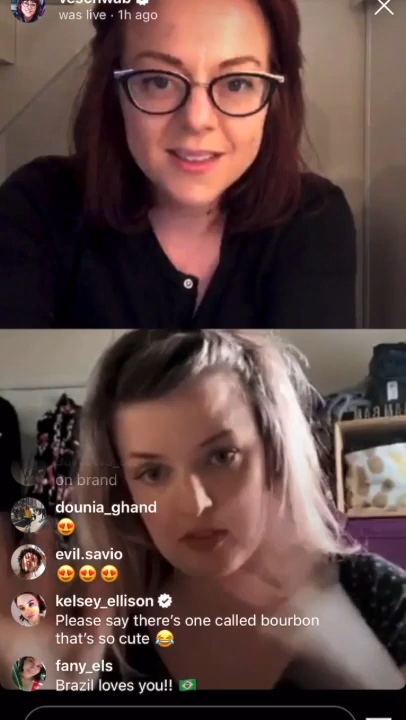 was live · 1h ago
on brand
dounia_ghand
😍
evil.savio
😍😍😍
kelsey_ellison
Please say there's one called bourbon
that's so cute 😂
fany_els
Brazil loves you!! 🇧🇷